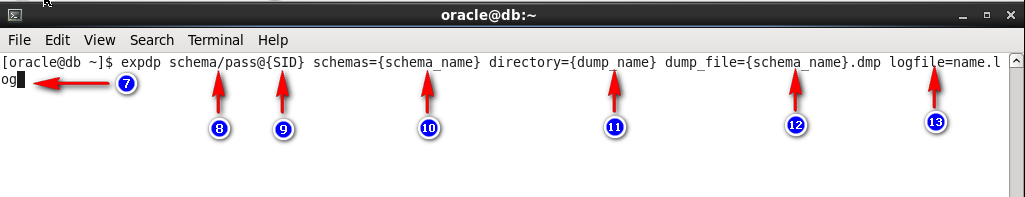 oracle@db:~
File Edit View Search Terminal Help
[oracle@db ~]$ expdp schema/pass@{SID} schemas={schema_name} directory={dump_name} dump_file={schema_name}.dmp logfile=name.l
og
7
8 9 10 11 12 13